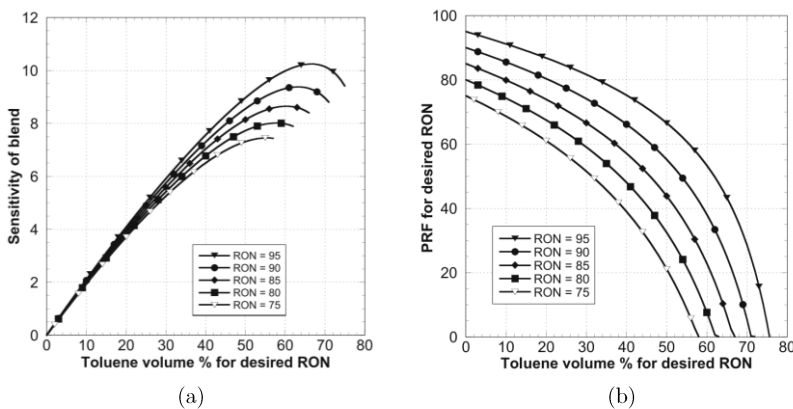 12
10
8
6
4
2
0
Sensitivity of blend
RON = 95
RON = 90
RON = 85
RON = 80
RON = 75
0 10 20 30 40 50 60 70 80
Toluene volume % for desired RON
(a)
100
80
60
40
20
0
PRF for desired RON
RON = 95
RON = 90
RON = 85
RON = 80
RON = 75
0 10 20 30 40 50 60 70 80
Toluene volume % for desired RON
(b)